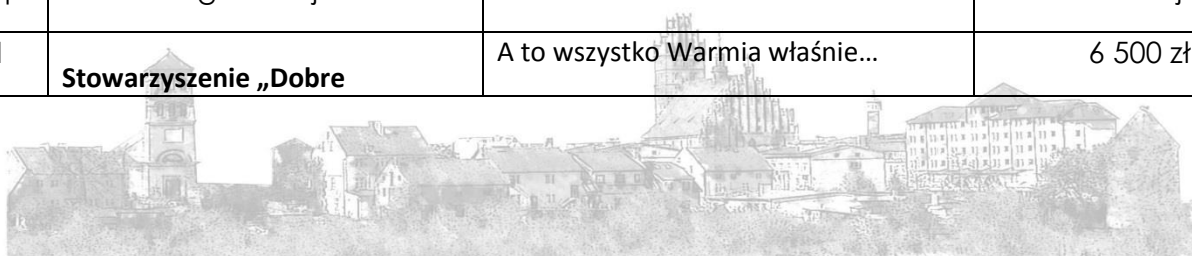 A to wszystko Warmia właśnie… 6 500 zł
Stowarzyszenie „Dobre